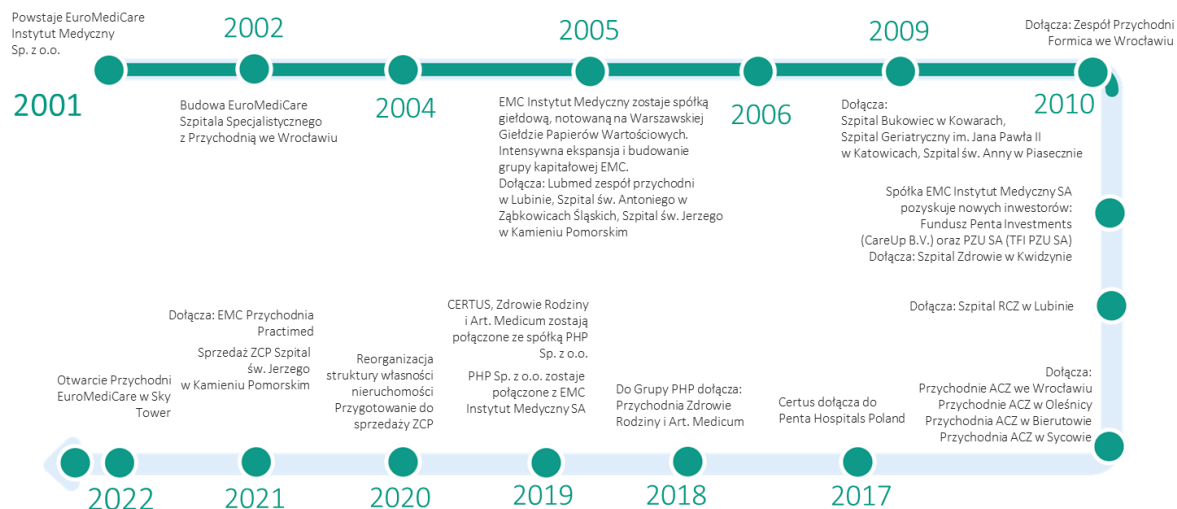 Powstaje EuroMediCare
Instytut Medyczny
Sp. z o.o.
2001
2002
Budowa EuroMediCare
Szpitala Specjalistycznego
z Przychodnią we Wrocławiu
2004
2005
EMC Instytut Medyczny zostaje spółką
giełdową, notowaną na Warszawskiej
Giełdzie Papierów Wartościowych.
Intensywna ekspansja i budowanie
grupy kapitałowej EMC.
Dołącza: Lubmed zespół przychodni
w Lubinie, Szpital św. Antoniego w
Ząbkowicach Śląskich, Szpital św. Jerzego
w Kamieniu Pomorskim
2006
2009
Dołącza:
Szpital Bukowiec w Kowarach,
Szpital Geriatryczny im. Jana Pawła II
w Katowicach, Szpital św. Anny w Piasecznie
Dołącza: Zespół Przychodni
Formica we Wrocławiu
2010
Spółka EMC Instytut Medyczny SA
pozyskuje nowych inwestorów:
Fundusz Penta Investments
(CareUp B.V.) oraz PZU SA (TFI PZU SA)
Dołącza: Szpital Zdrowie w Kwidzynie
Dołącza: Szpital RCZ w Lubinie
Dołącza:
Przychodnie ACZ we Wrocławiu
Przychodnie ACZ w Oleśnicy
Przychodnia ACZ w Bierutowie
Przychodnia ACZ w Sycowie
Certus dołącza do
Penta Hospitals Poland
2017
Do Grupy PHP dołącza:
Przychodnia Zdrowie
Rodziny i Art. Medicum
2018
CERTUS, Zdrowie Rodziny
i Art. Medicum zostają
połączone ze spółką PHP
Sp. z o.o.
PHP Sp. z o.o. zostaje
połączone z EMC
Instytut Medyczny SA
2019
Reorganizacja
struktury własności
nieruchomości
Przygotowanie do
sprzedaży ZCP
2020
Dołącza: EMC Przychodnia
Practimed
Sprzedaż ZCP Szpital
św. Jerzego
w Kamieniu Pomorskim
2021
Otwarcie Przychodni
EuroMediCare w Sky
Tower
2022